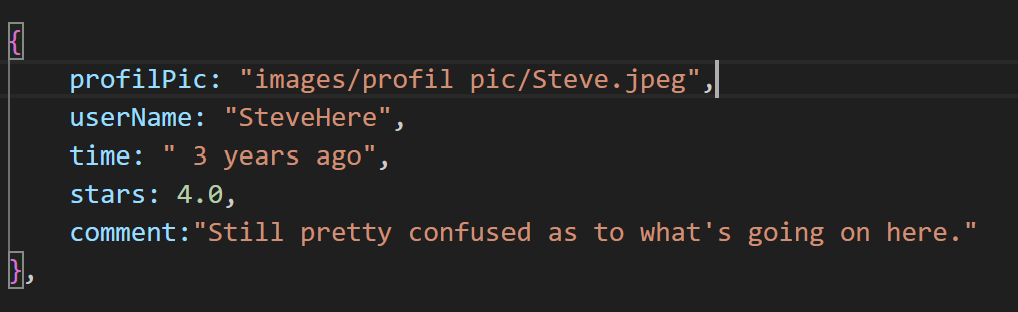 {
profilPic: "images/profil pic/Steve.jpeg",
userName: "SteveHere",
time: " 3 years ago",
stars: 4.0,
comment:"Still pretty confused as to what's going on here."
},